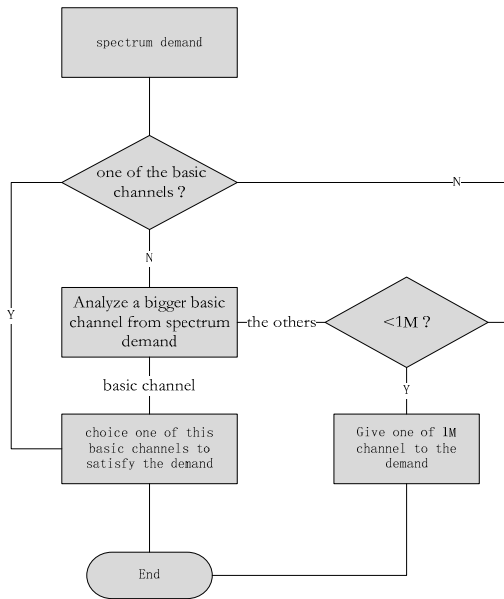 spectrum demand
one of the basic
channels ?
N
N
Y
Analyze a bigger basic
channel from spectrum
demand
the others
<1M ?
basic channel
Y
choice one of this
basic channels to
satisfy the demand
Give one of 1M
channel to the
demand
End